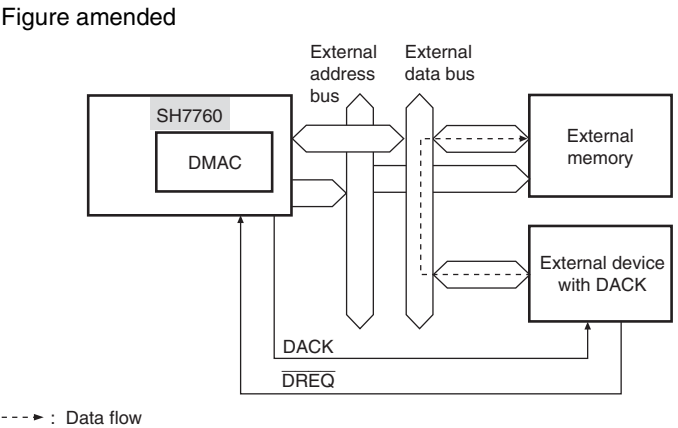 Figure amended
External
address
bus
External
data bus
SH7760
DMAC
External
memory
External device
with DACK
DACK
DREQ
: Data flow